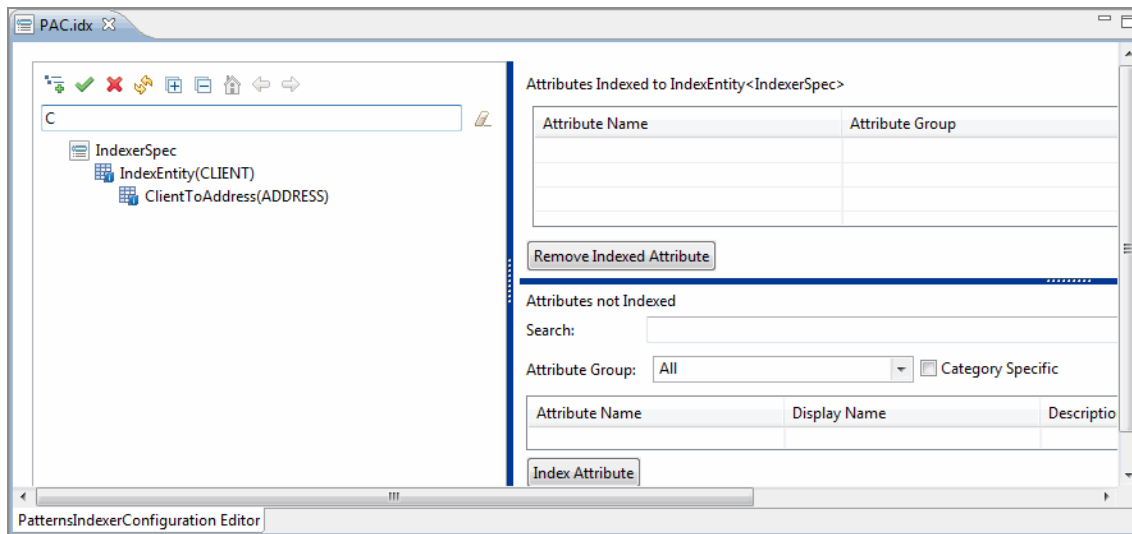 PAC.idx
C
IndexerSpec
IndexEntity(CLIENT)
ClientToAddress(ADDRESS)
Attributes Indexed to IndexEntity<IndexerSpec>
Attribute Name Attribute Group
Remove Indexed Attribute
Attributes not Indexed
Search:
Attribute Group: All Category Specific
Attribute Name Display Name Descriptio
Index Attribute
PatternsIndexerConfiguration Editor